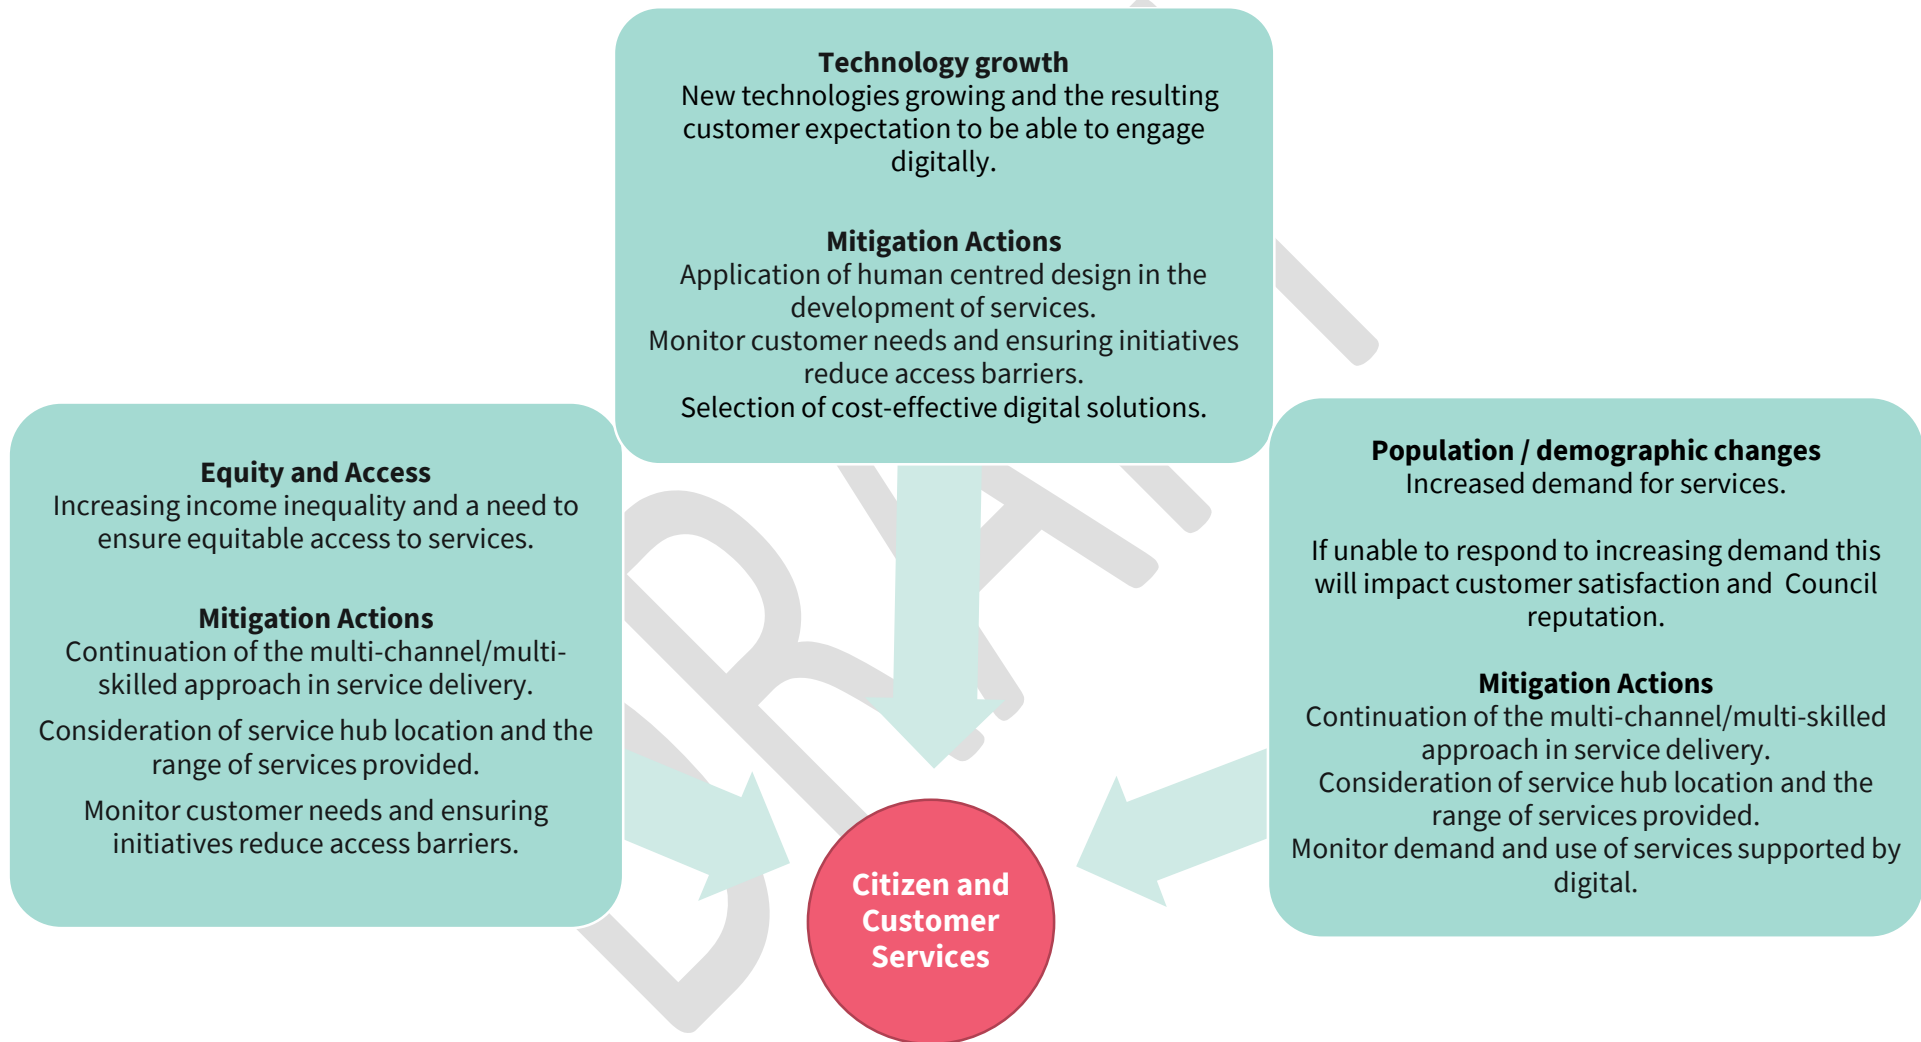 Technology growth
New technologies growing and the resulting
customer expectation to be able to engage
digitally.
Mitigation Actions
Application of human centred design in the
development of services.
Monitor customer needs and ensuring initiatives
reduce access barriers.
Selection of cost-effective digital solutions.
Equity and Access
Increasing income inequality and a need to
ensure equitable access to services.
Mitigation Actions
Continuation of the multi-channel/multi-
skilled approach in service delivery.
Consideration of service hub location and the
range of services provided.
Monitor customer needs and ensuring
initiatives reduce access barriers.
Population / demographic changes
Increased demand for services.
If unable to respond to increasing demand this
will impact customer satisfaction and  Council
reputation.
Mitigation Actions
Continuation of the multi-channel/multi-skilled
approach in service delivery.
Consideration of service hub location and the
range of services provided.
Monitor demand and use of services supported by
digital.
Citizen and
Customer
Services
DRAFT